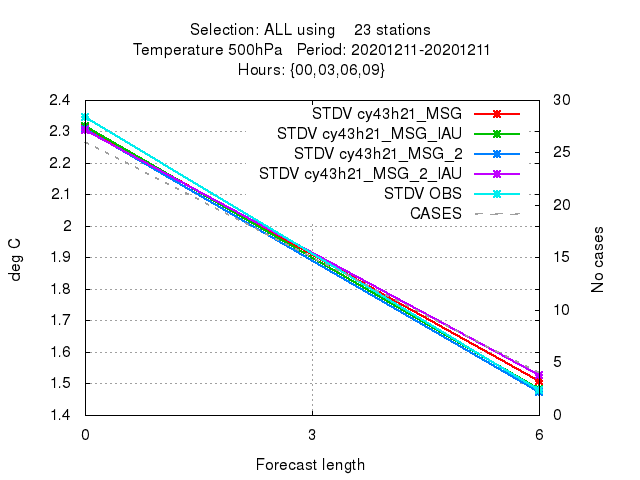 Selection: ALL using 23 stations
Temperature 500hPa Period: 20201211-20201211
Hours: {00,03,06,09}
2.4
2.3
2.2
2.1
2
1.9
1.8
1.7
1.6
1.5
1.4
deg C
STDV cy43h21_MSG
STDV cy43h21_MSG_IAU
STDV cy43h21_MSG_2
STDV cy43h21_MSG_2_IAU
STDV OBS
CASES
30
25
20
15
10
5
0
No cases
0 3 6
Forecast length